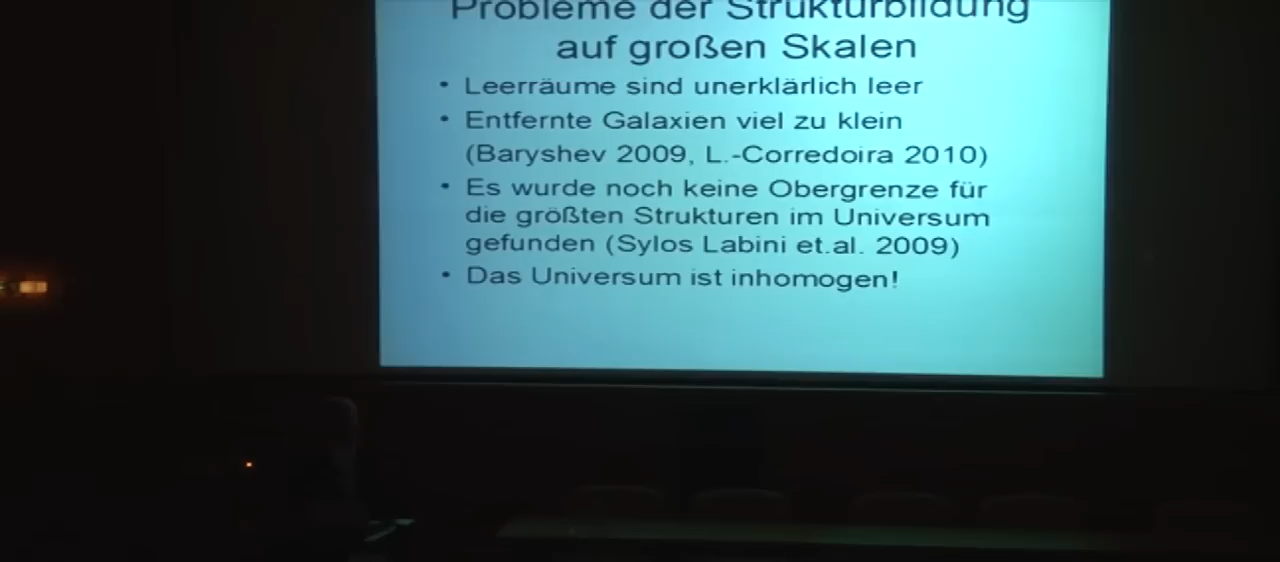 Probleme der Strukturbildung
auf großen Skalen
• Leerräume sind unerklärlich leer
• Entfernte Galaxien viel zu klein
(Baryshev 2009, L.-Corredoira 2010)
• Es wurde noch keine Obergrenze für
die größten Strukturen im Universum
gefunden (Sylos Labini et.al. 2009)
• Das Universum ist inhomogen!